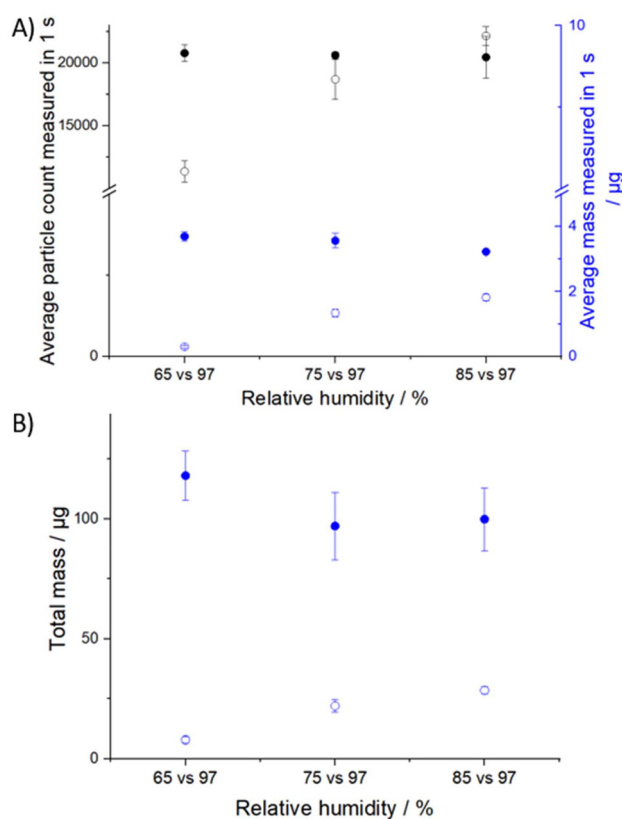 A)
Average particle count measured in 1 s
20000
15000
0
10
4
2
0
Average mass measured in 1 s
/ µg
65 vs 97
75 vs 97
85 vs 97
Relative humidity / %
B)
Total mass / µg
100
50
0
65 vs 97
75 vs 97
85 vs 97
Relative humidity / %